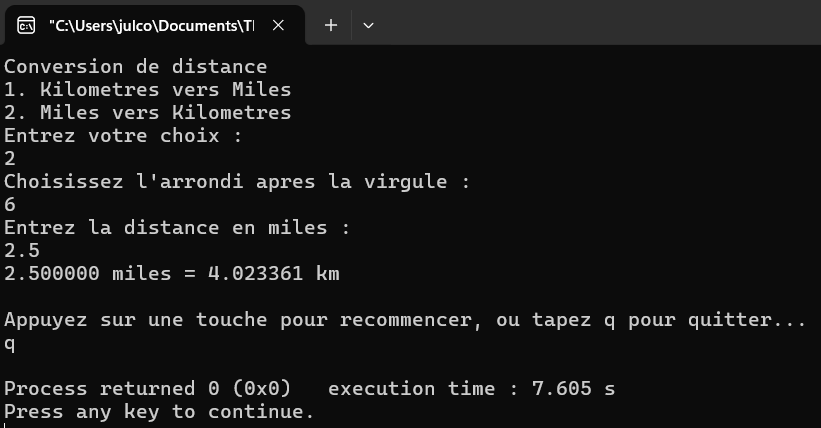 "C:\Users\julco\Documents\T
Conversion de distance
1. Kilometres vers Miles
2. Miles vers Kilometres
Entrez votre choix :
2
Choisissez l'arrondi apres la virgule :
6
Entrez la distance en miles :
2.5
2.500000 miles = 4.023361 km
Appuyez sur une touche pour recommencer, ou tapez q pour quitter...
q
Process returned 0 (0x0)   execution time : 7.605 s
Press any key to continue.